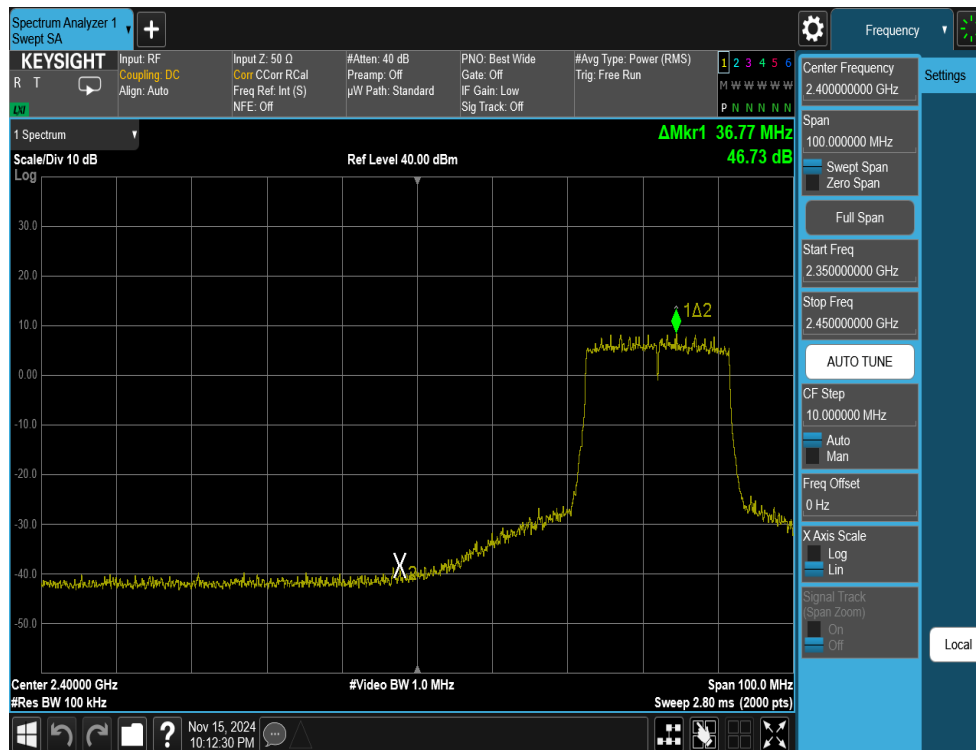 Spectrum Analyzer 1
Swept SA
+
Frequency
KEYSIGHT
R T
LXI
Input: RF
Coupling: DC
Align: Auto
Input Z: 50 Ω
Corr CCorr RCal
Freq Ref: Int (S)
NFE: Off
#Atten: 40 dB
Preamp: Off
µW Path: Standard
PNO: Best Wide
Gate: Off
IF Gain: Low
Sig Track: Off
#Avg Type: Power (RMS)
Trig: Free Run
1 2 3 4 5 6
M W W W W W
P N N N N N
1 Spectrum
Scale/Div 10 dB
Log
Ref Level 40.00 dBm
ΔMkr1 36.77 MHz
46.73 dB
30.0
20.0
10.0
0.00
-10.0
-20.0
-30.0
-40.0
-50.0
1Δ2
X2
Center 2.40000 GHz
#Res BW 100 kHz
#Video BW 1.0 MHz
Span 100.0 MHz
Sweep 2.80 ms (2000 pts)
Center Frequency
2.400000000 GHz
Settings
Span
100.000000 MHz
Swept Span
Zero Span
Full Span
Start Freq
2.350000000 GHz
Stop Freq
2.450000000 GHz
AUTO TUNE
CF Step
10.000000 MHz
Auto
Man
Freq Offset
0 Hz
X Axis Scale
Log
Lin
Signal Track
(Span Zoom)
On
Off
Local
?
Nov 15, 2024
10:12:30 PM